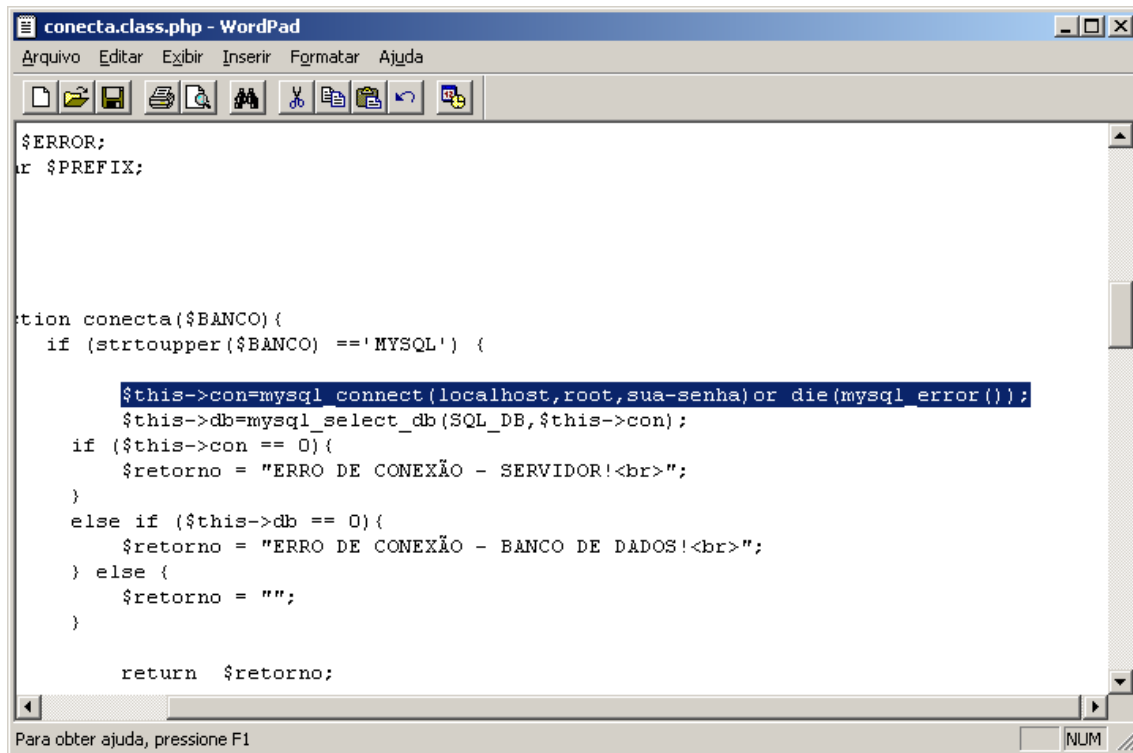 conecta.class.php - WordPad
Arquivo Editar Exibir Inserir Formatar Ajuda
$ERROR;
ar $PREFIX;
ction conecta($BANCO){
if (strtoupper($BANCO) =='MYSQL') {
$this->con=mysql_connect(localhost,root,sua-senha)or die(mysql_error());
$this->db=mysql_select_db(SQL_DB,$this->con);
if ($this->con == 0){
$retorno = "ERRO DE CONEXÃO - SERVIDOR!<br>";
}
else if ($this->db == 0){
$retorno = "ERRO DE CONEXÃO - BANCO DE DADOS!<br>";
} else {
$retorno = "";
}
return $retorno;
Para obter ajuda, pressione F1 NUM